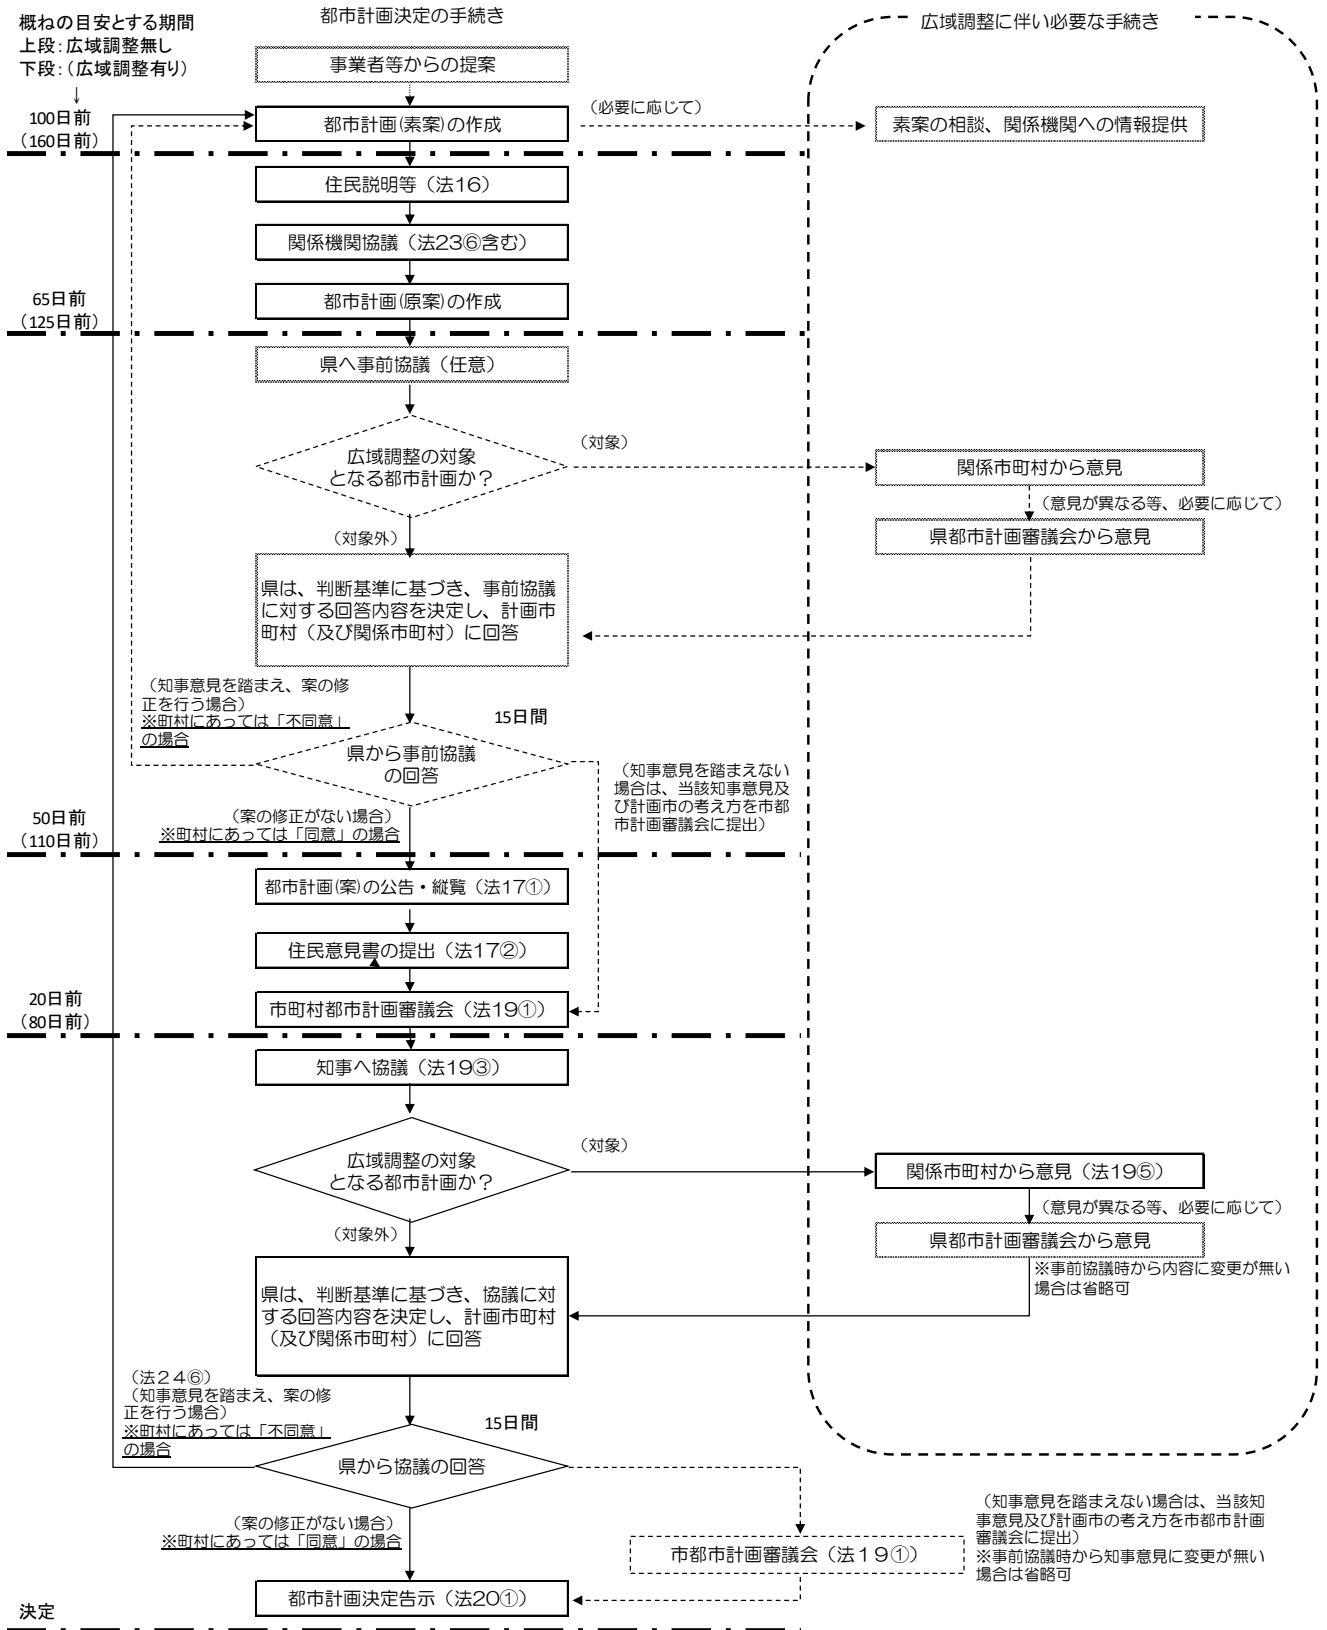 都市計画決定の手続き
概ねの目安とする期間
上段：広域調整無し
下段：（広域調整有り）
↓
広域調整に伴い必要な手続き
事業者等からの提案
100日前
（160日前）
都市計画(素案)の作成
（必要に応じて）
素案の相談、関係機関への情報提供
住民説明等（法16）
関係機関協議（法23⑥含む）
65日前
（125日前）
都市計画(原案)の作成
県へ事前協議（任意）
広域調整の対象
となる都市計画か？
（対象）
関係市町村から意見
（意見が異なる等、必要に応じて）
県都市計画審議会から意見
（対象外）
県は、判断基準に基づき、事前協議
に対する回答内容を決定し、計画市
町村（及び関係市町村）に回答
（知事意見を踏まえ、案の修
正を行う場合）
※町村にあっては「不同意」
の場合
15日間
県から事前協議
の回答
（知事意見を踏まえない
場合は、当該知事意見及
び計画市の考え方を市都
市計画審議会に提出）
50日前
（110日前）
（案の修正がない場合）
※町村にあっては「同意」の場合
都市計画(案)の公告・縦覧（法17①）
住民意見書の提出（法17②）
20日前
（80日前）
市町村都市計画審議会（法19①）
知事へ協議（法19③）
広域調整の対象
となる都市計画か？
（対象）
関係市町村から意見（法19⑤）
（意見が異なる等、必要に応じて）
県都市計画審議会から意見
※事前協議時から内容に変更が無い
場合は省略可
（対象外）
県は、判断基準に基づき、協議に対
する回答内容を決定し、計画市町村
（及び関係市町村）に回答
（法２４⑥）
（知事意見を踏まえ、案の修
正を行う場合）
※町村にあっては「不同意」
の場合
15日間
県から協議の回答
（知事意見を踏まえない場合は、当該知
事意見及び計画市の考え方を市都市計画
審議会に提出）
※事前協議時から知事意見に変更が無い
場合は省略可
（案の修正がない場合）
※町村にあっては「同意」の場合
市都市計画審議会（法１９①）
都市計画決定告示（法20①）
決定